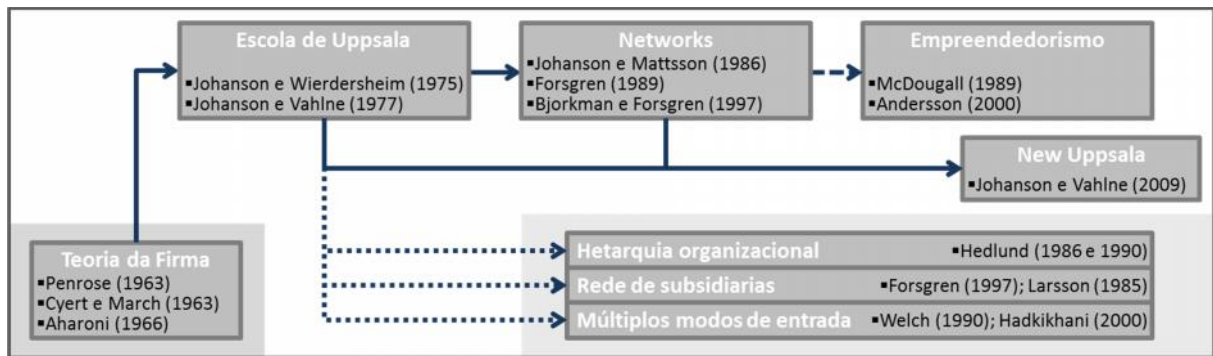 Escola de Uppsala
▪Johanson e Wierdersheim (1975)
▪Johanson e Vahlne (1977)
Networks
▪Johanson e Mattsson (1986)
▪Forsgren (1989)
▪Bjorkman e Forsgren (1997)
Empreendedorismo
▪McDougall (1989)
▪Andersson (2000)
New Uppsala
▪Johanson e Vahlne (2009)
Teoria da Firma
▪Penrose (1963)
▪Cyert e March (1963)
▪Aharoni (1966)
Hetarquia organizacional ▪Hedlund (1986 e 1990)
Rede de subsidiarias ▪Forsgren (1997); Larsson (1985)
Múltiplos modos de entrada ▪Welch (1990); Hadkikhani (2000)